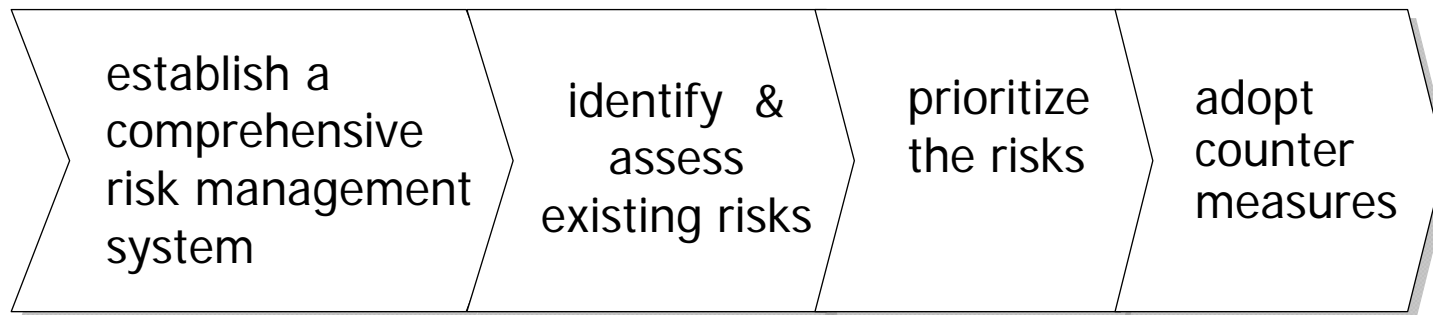 establish a
comprehensive
risk management
system
identify & 
assess
existing risks
prioritize
the risks
adopt
counter
measures